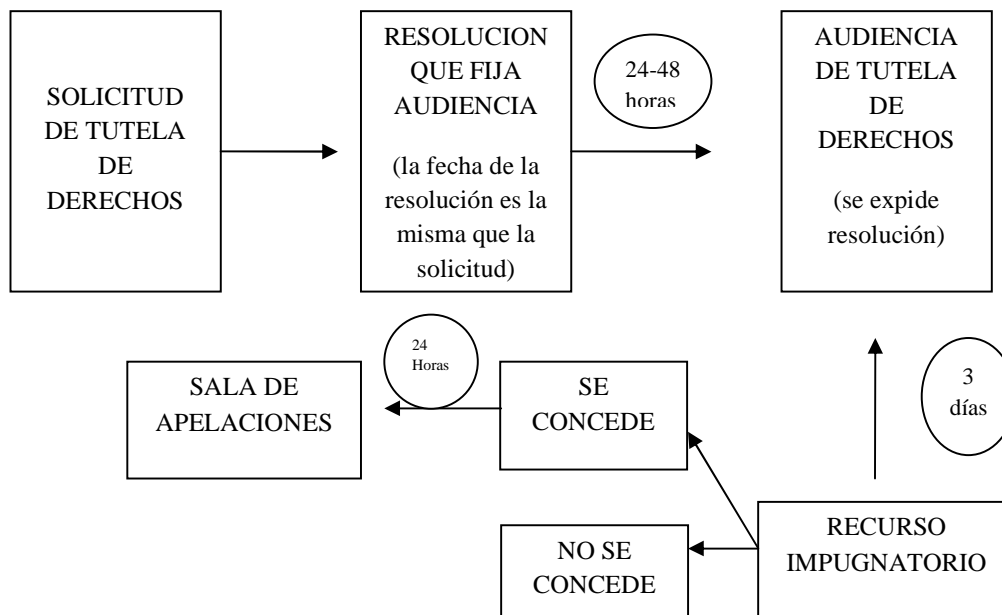 SOLICITUD
DE TUTELA
DE
DERECHOS
RESOLUCION
QUE FIJA
AUDIENCIA
(la fecha de la
resolución es la
misma que la
solicitud)
24-48
horas
AUDIENCIA
DE TUTELA
DE
DERECHOS
(se expide
resolución)
SALA DE
APELACIONES
24
Horas
SE
CONCEDE
3
días
NO SE
CONCEDE
RECURSO
IMPUGNATORIO